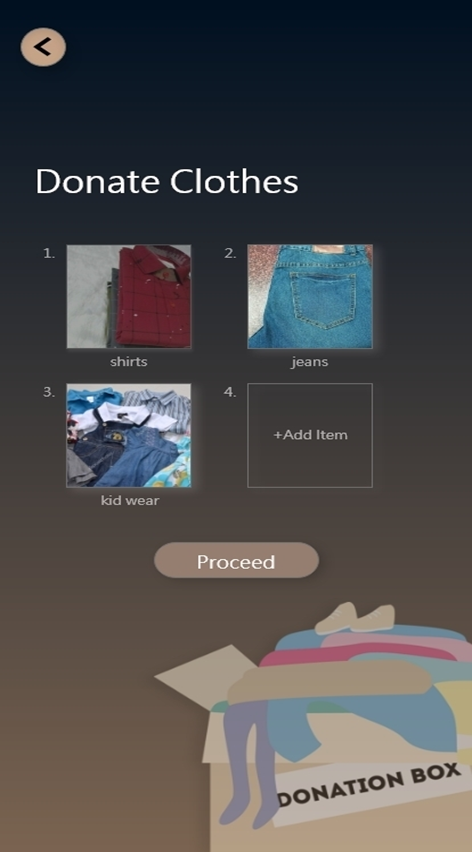 <
Donate Clothes
1.
2.
shirts
jeans
3.
4.
+Add Item
kid wear
Proceed
DONATION BOX